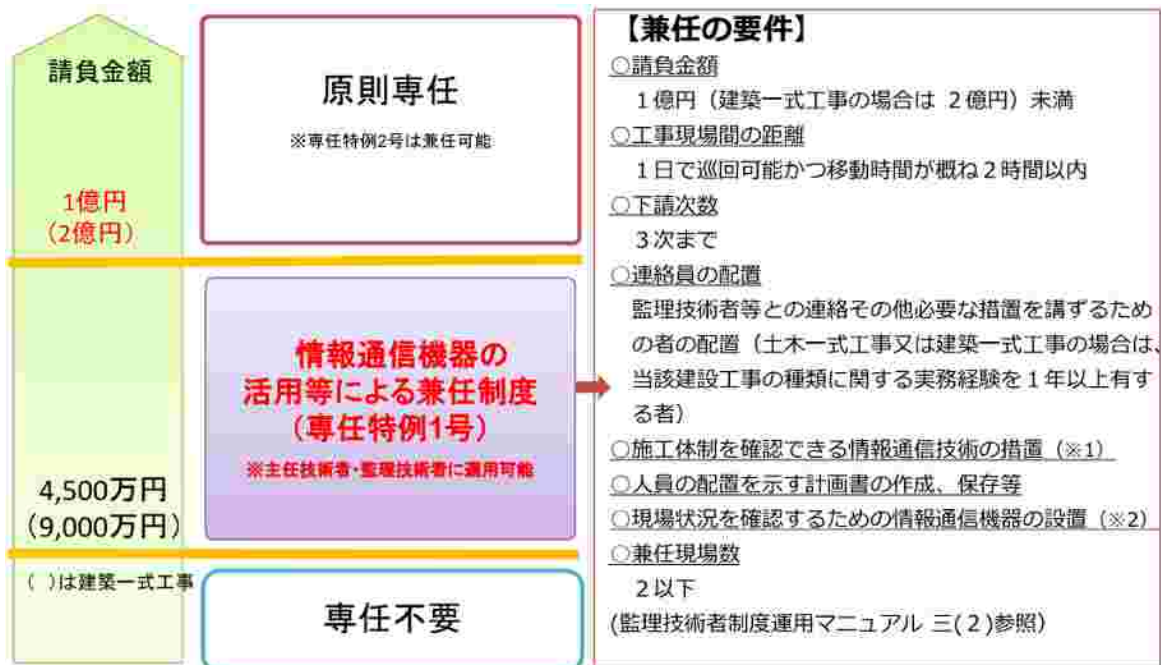 請負金額
1億円
(2億円)
4,500万円
(9,000万円)
( )は建築一式工事
原則専任
※専任特例2号は兼任可能
情報通信機器の
活用等による兼任制度
(専任特例1号)
※主任技術者・監理技術者に適用可能
専任不要
【兼任の要件】
○請負金額
1億円（建築一式工事の場合は 2億円）未満
○工事現場間の距離
1日で巡回可能かつ移動時間が概ね2時間以内
○下請次数
3次まで
○連絡員の配置
監理技術者等との連絡その他必要な措置を講ずるため
の者の配置（土木一式工事又は建築一式工事の場合は、
当該建設工事の種類に関する実務経験を1年以上有す
る者）
○施工体制を確認できる情報通信技術の措置（※1）
○人員の配置を示す計画書の作成、保存等
○現場状況を確認するための情報通信機器の設置（※2）
○兼任現場数
2以下
(監理技術者制度運用マニュアル 三(2)参照）